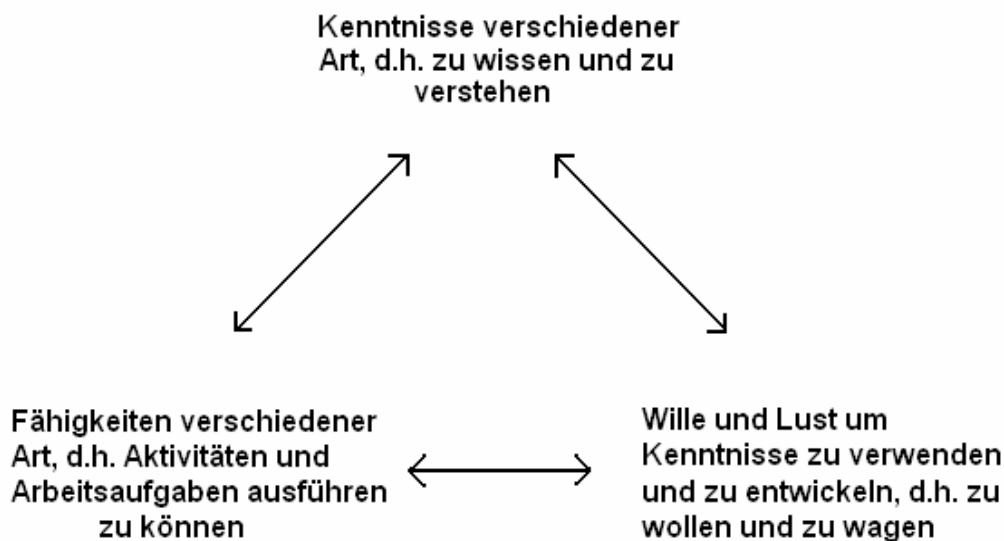 Kenntnisse verschiedener
Art, d.h. zu wissen und zu
verstehen
Fähigkeiten verschiedener
Art, d.h. Aktivitäten und
Arbeitsaufgaben ausführen
zu können
Wille und Lust um
Kenntnisse zu verwenden
und zu entwickeln, d.h. zu
wollen und zu wagen